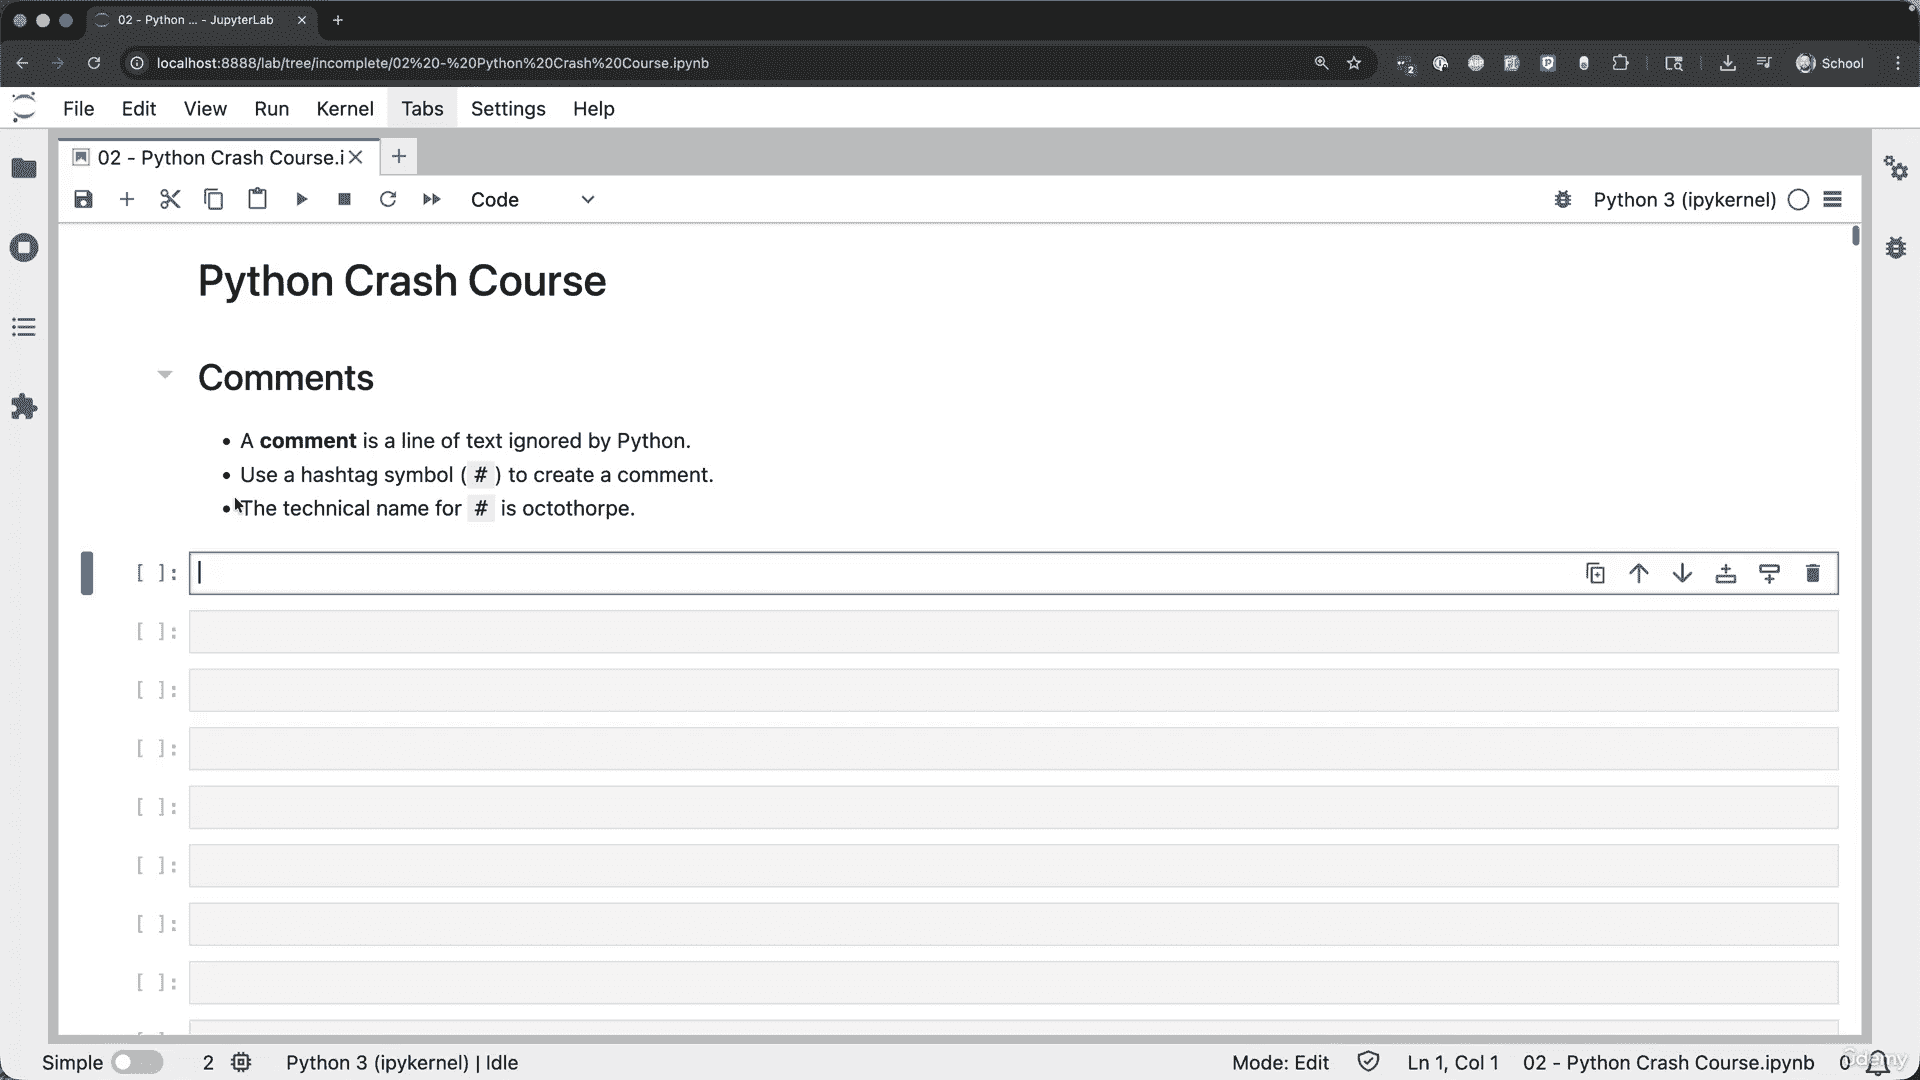 02 - Python ... - JupyterLab
localhost:8888/lab/tree/incomplete/02%20-%20Python%20Crash%20Course.ipynb
2
ABP
School
File Edit View Run Kernel Tabs Settings Help
02 - Python Crash Course.i
Code
Python 3 (ipykernel)
Python Crash Course
Comments
• A comment is a line of text ignored by Python.
• Use a hashtag symbol ( # ) to create a comment.
• The technical name for # is octothorpe.
[ ]:
[ ]:
[ ]:
[ ]:
[ ]:
[ ]:
[ ]:
[ ]:
Simple 2 Python 3 (ipykernel) | Idle Mode: Edit Ln 1, Col 1 02 - Python Crash Course.ipynb 0
Udemy